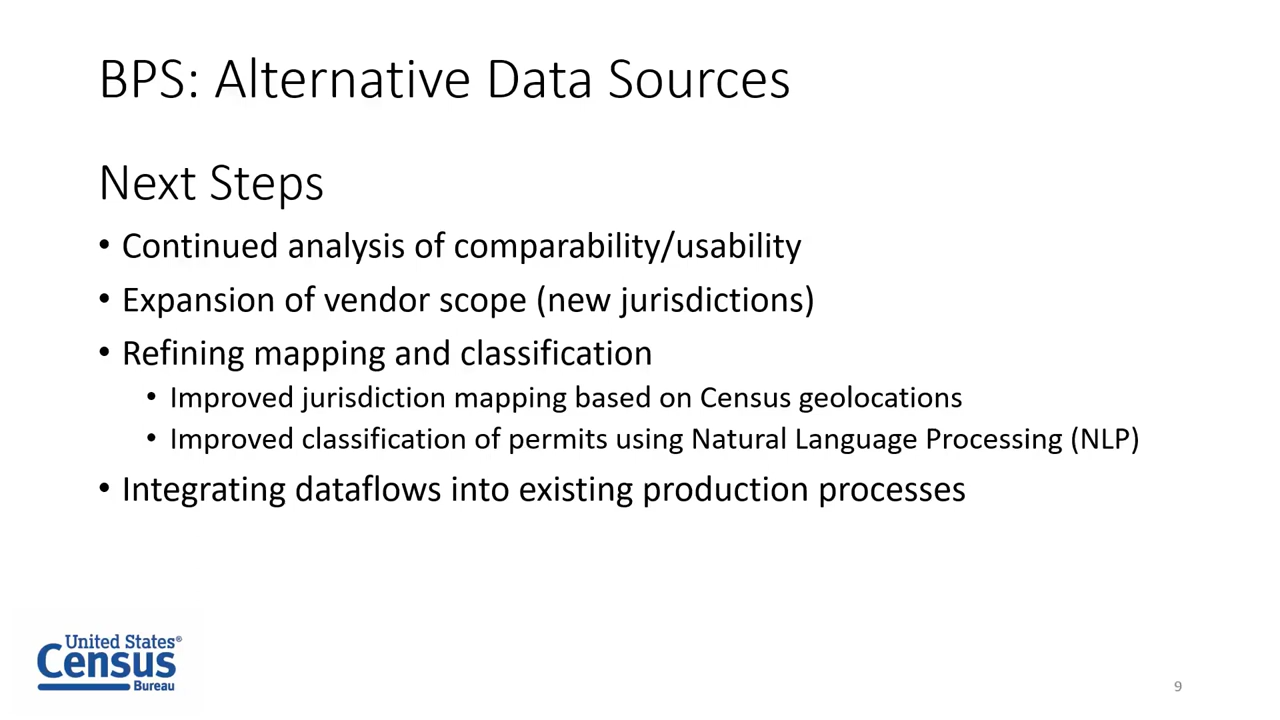 BPS: Alternative Data Sources
Next Steps
• Continued analysis of comparability/usability
• Expansion of vendor scope (new jurisdictions)
• Refining mapping and classification
• Improved jurisdiction mapping based on Census geolocations
• Improved classification of permits using Natural Language Processing (NLP)
• Integrating dataflows into existing production processes
United States®
Census
Bureau
9